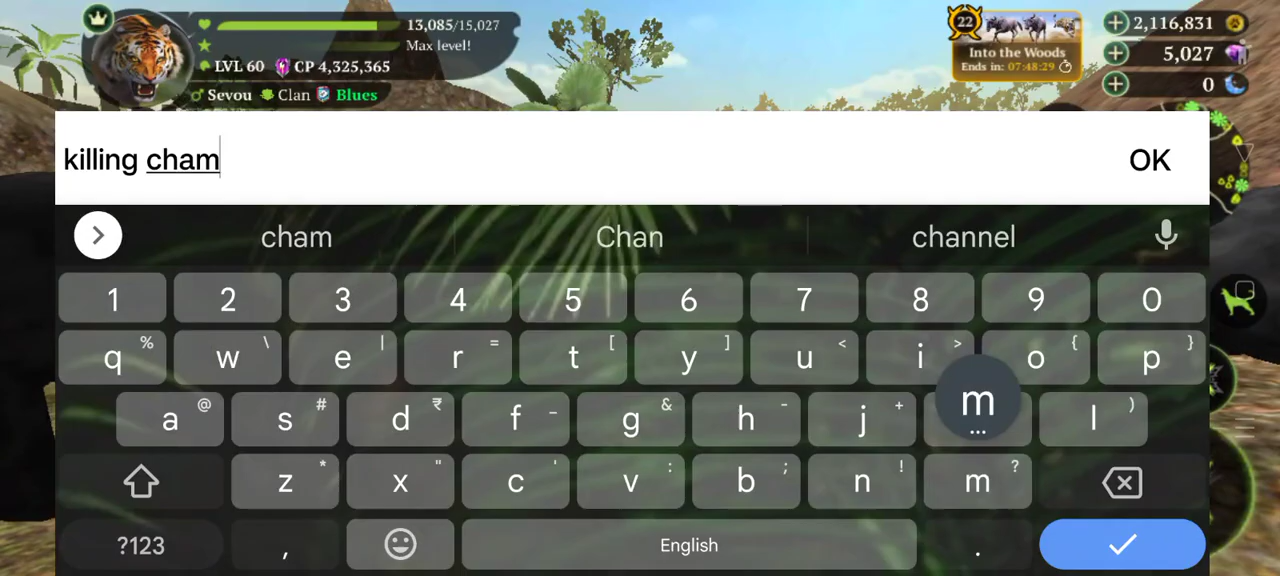 13,085/15,027
Max level!
LVL 60 CP 4,325,365
Sevou Clan Blues
22
Into the Woods
Ends in: 07:48:29
2,116,831
5,027
0
killing cham
OK
cham Chan channel
1 2 3 4 5 6 7 8 9 0
% \ | = [ ] < > { }
q w e r t y u i o p
@ # ₹ _ & - + )
a s d f g h j m l
... 
* " ' : ; ! ?
z x c v b n m
?123 , English .